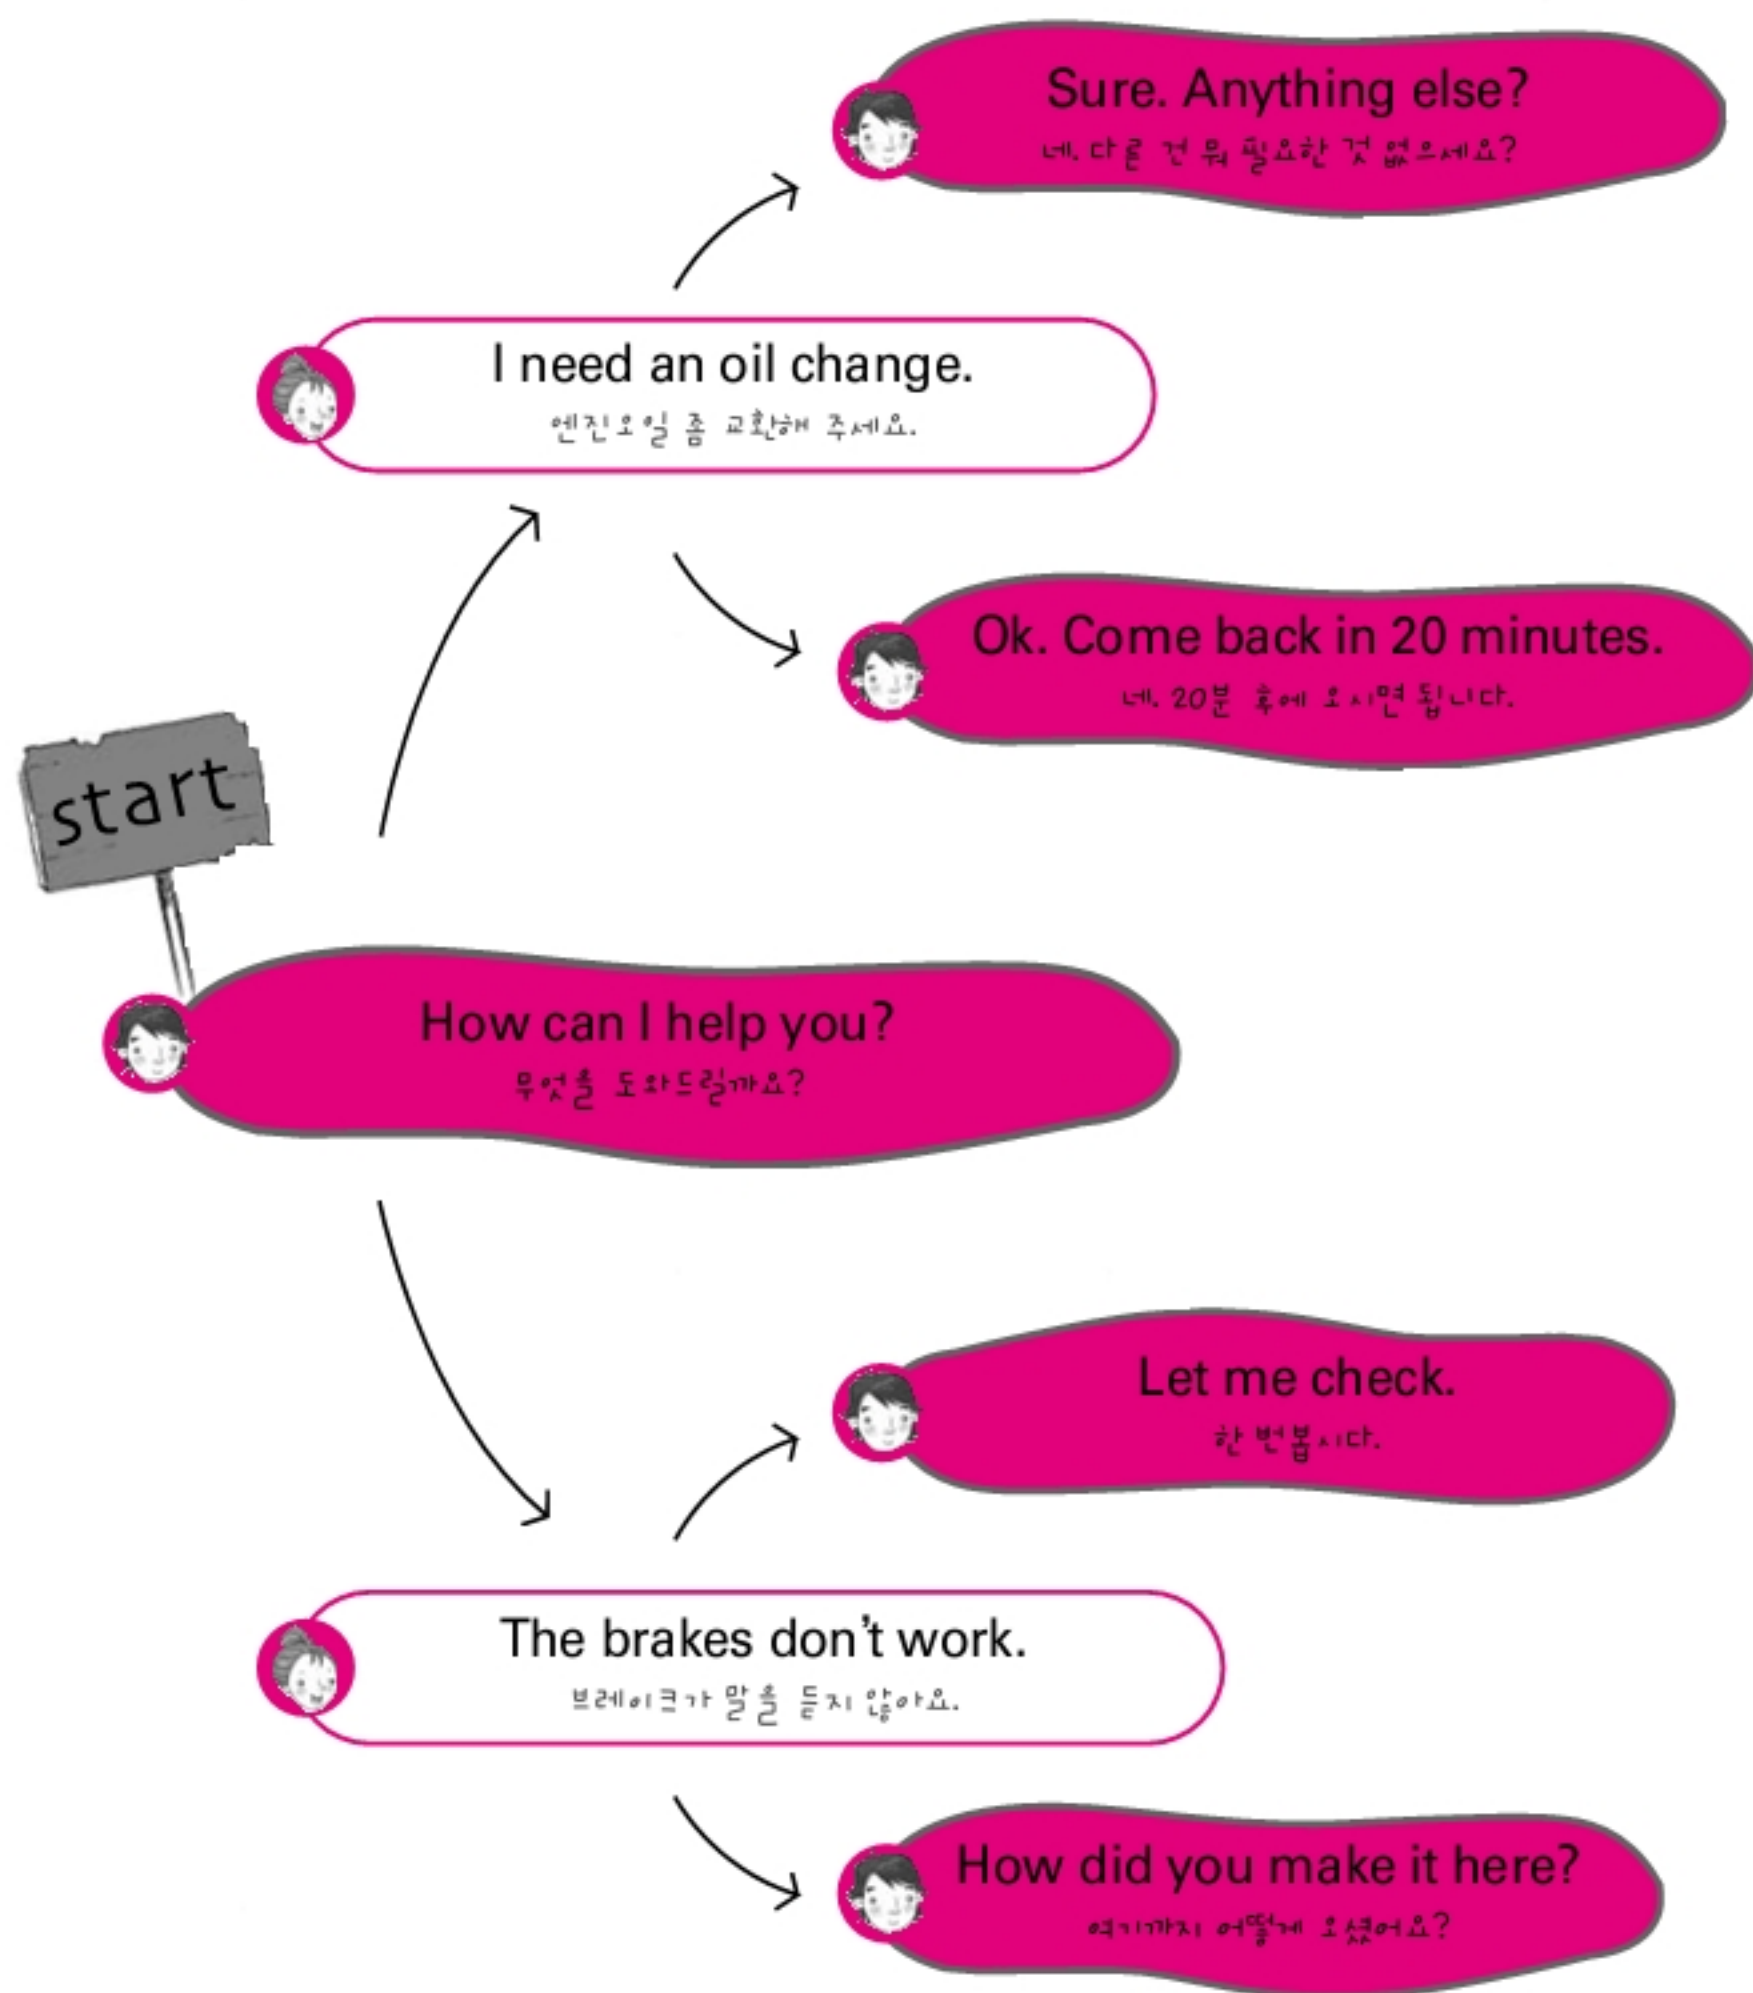 Sure. Anything else?
네. 다른 건 뭐 필요한 것 없으세요?
I need an oil change.
엔진오일 좀 교환해 주세요.
Ok. Come back in 20 minutes.
네. 20분 후에 오시면 됩니다.
start
How can I help you?
무엇을 도와드릴까요?
Let me check.
한 번봅시다.
The brakes don't work.
브레이크가 말을 듣지 않아요.
How did you make it here?
여기까지 어떻게 오셨어요?